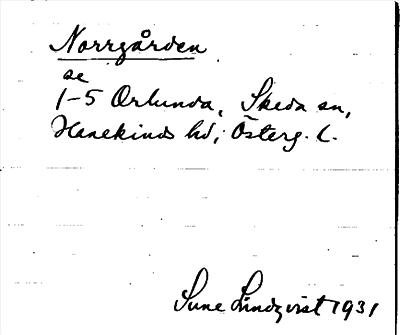 Norrgården
se
1-5 Orlunda, Skeda sn,
Hanekinds hd, Österg. l.
Sune Lindqvist 1931